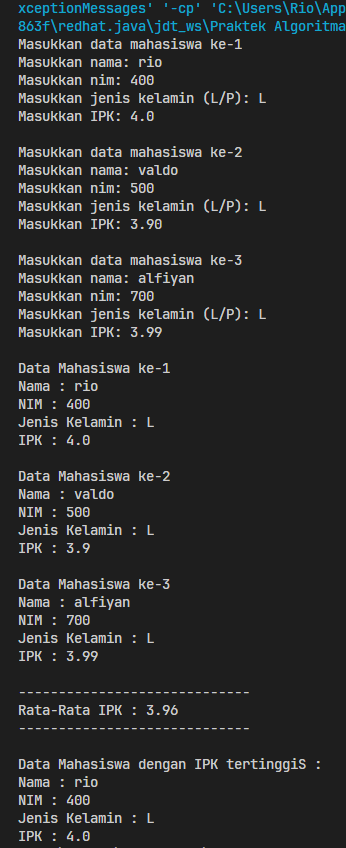 xceptionMessages' '-cp' 'C:\Users\Rio\App
863f\redhat.java\jdt_ws\Praktek Algoritma
Masukkan data mahasiswa ke-1
Masukkan nama: rio
Masukkan nim: 400
Masukkan jenis kelamin (L/P): L
Masukkan IPK: 4.0

Masukkan data mahasiswa ke-2
Masukkan nama: valdo
Masukkan nim: 500
Masukkan jenis kelamin (L/P): L
Masukkan IPK: 3.90

Masukkan data mahasiswa ke-3
Masukkan nama: alfiyan
Masukkan nim: 700
Masukkan jenis kelamin (L/P): L
Masukkan IPK: 3.99

Data Mahasiswa ke-1
Nama : rio
NIM : 400
Jenis Kelamin : L
IPK : 4.0

Data Mahasiswa ke-2
Nama : valdo
NIM : 500
Jenis Kelamin : L
IPK : 3.9

Data Mahasiswa ke-3
Nama : alfiyan
NIM : 700
Jenis Kelamin : L
IPK : 3.99

-----------------------------
Rata-Rata IPK : 3.96
-----------------------------

Data Mahasiswa dengan IPK tertinggiS :
Nama : rio
NIM : 400
Jenis Kelamin : L
IPK : 4.0